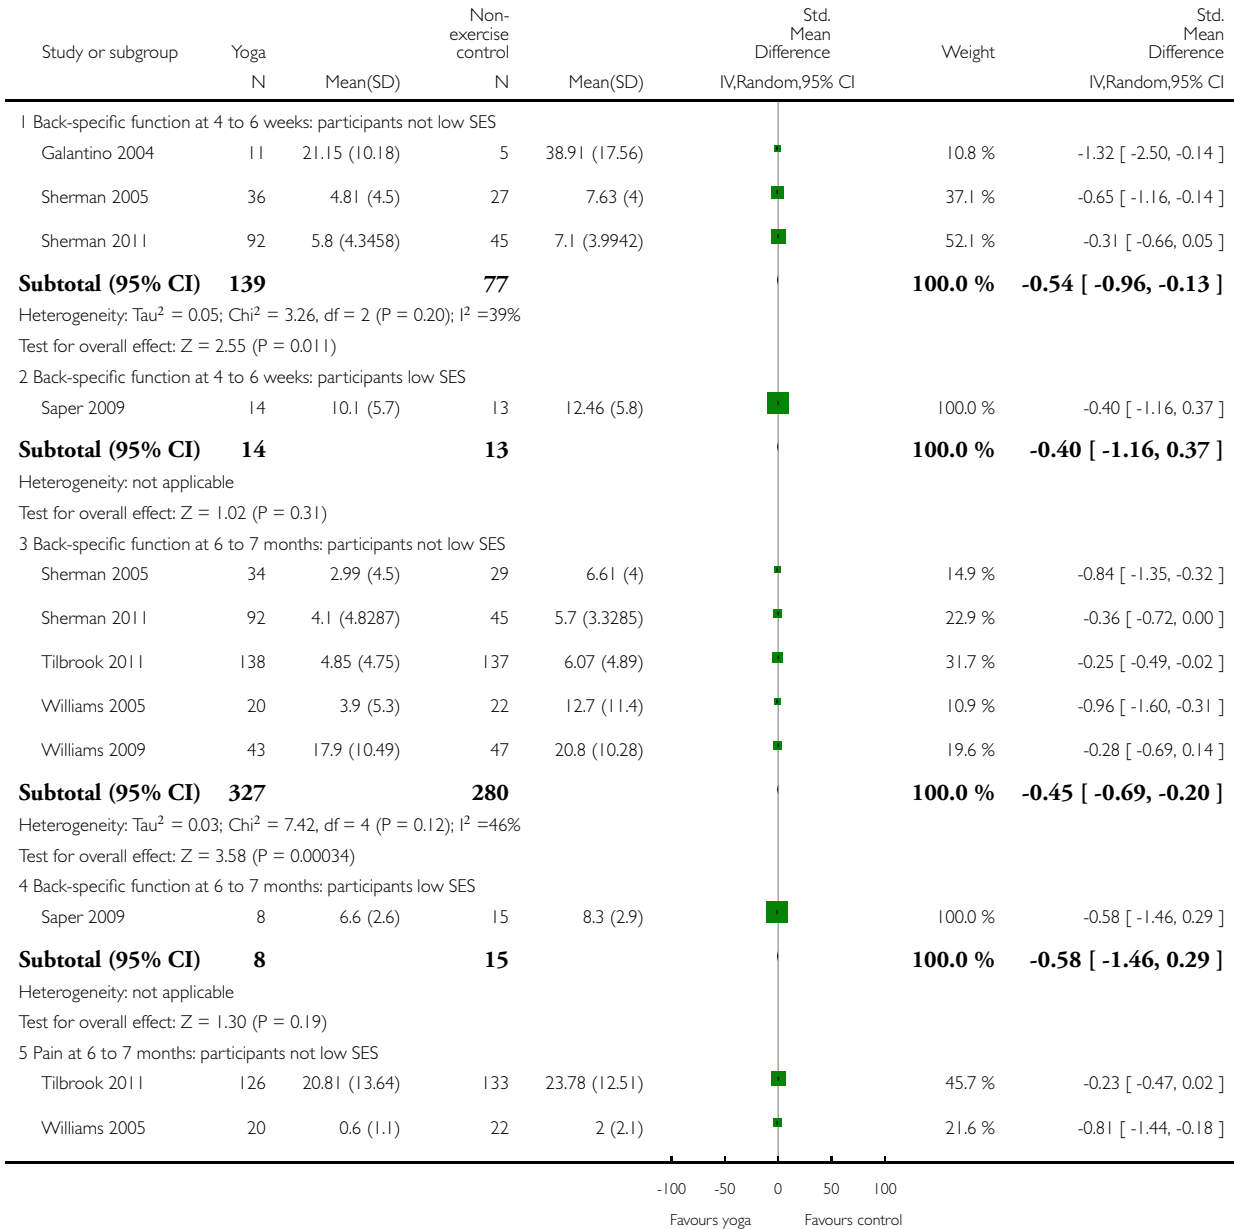 Study or subgroup Yoga Non-exercise control Std. Mean Difference Weight Std. Mean Difference
N Mean(SD) N Mean(SD) IV,Random,95% CI IV,Random,95% CI
1 Back-specific function at 4 to 6 weeks: participants not low SES
Galantino 2004 11 21.15 (10.18) 5 38.91 (17.56) 10.8 % -1.32 [ -2.50, -0.14 ]
Sherman 2005 36 4.81 (4.5) 27 7.63 (4) 37.1 % -0.65 [ -1.16, -0.14 ]
Sherman 2011 92 5.8 (4.3458) 45 7.1 (3.9942) 52.1 % -0.31 [ -0.66, 0.05 ]
Subtotal (95% CI) 139 77 100.0 % -0.54 [ -0.96, -0.13 ]
Heterogeneity: Tau² = 0.05; Chi² = 3.26, df = 2 (P = 0.20); I² =39%
Test for overall effect: Z = 2.55 (P = 0.011)
2 Back-specific function at 4 to 6 weeks: participants low SES
Saper 2009 14 10.1 (5.7) 13 12.46 (5.8) 100.0 % -0.40 [ -1.16, 0.37 ]
Subtotal (95% CI) 14 13 100.0 % -0.40 [ -1.16, 0.37 ]
Heterogeneity: not applicable
Test for overall effect: Z = 1.02 (P = 0.31)
3 Back-specific function at 6 to 7 months: participants not low SES
Sherman 2005 34 2.99 (4.5) 29 6.61 (4) 14.9 % -0.84 [ -1.35, -0.32 ]
Sherman 2011 92 4.1 (4.8287) 45 5.7 (3.3285) 22.9 % -0.36 [ -0.72, 0.00 ]
Tilbrook 2011 138 4.85 (4.75) 137 6.07 (4.89) 31.7 % -0.25 [ -0.49, -0.02 ]
Williams 2005 20 3.9 (5.3) 22 12.7 (11.4) 10.9 % -0.96 [ -1.60, -0.31 ]
Williams 2009 43 17.9 (10.49) 47 20.8 (10.28) 19.6 % -0.28 [ -0.69, 0.14 ]
Subtotal (95% CI) 327 280 100.0 % -0.45 [ -0.69, -0.20 ]
Heterogeneity: Tau² = 0.03; Chi² = 7.42, df = 4 (P = 0.12); I² =46%
Test for overall effect: Z = 3.58 (P = 0.00034)
4 Back-specific function at 6 to 7 months: participants low SES
Saper 2009 8 6.6 (2.6) 15 8.3 (2.9) 100.0 % -0.58 [ -1.46, 0.29 ]
Subtotal (95% CI) 8 15 100.0 % -0.58 [ -1.46, 0.29 ]
Heterogeneity: not applicable
Test for overall effect: Z = 1.30 (P = 0.19)
5 Pain at 6 to 7 months: participants not low SES
Tilbrook 2011 126 20.81 (13.64) 133 23.78 (12.51) 45.7 % -0.23 [ -0.47, 0.02 ]
Williams 2005 20 0.6 (1.1) 22 2 (2.1) 21.6 % -0.81 [ -1.44, -0.18 ]
-100 -50 0 50 100
Favours yoga Favours control